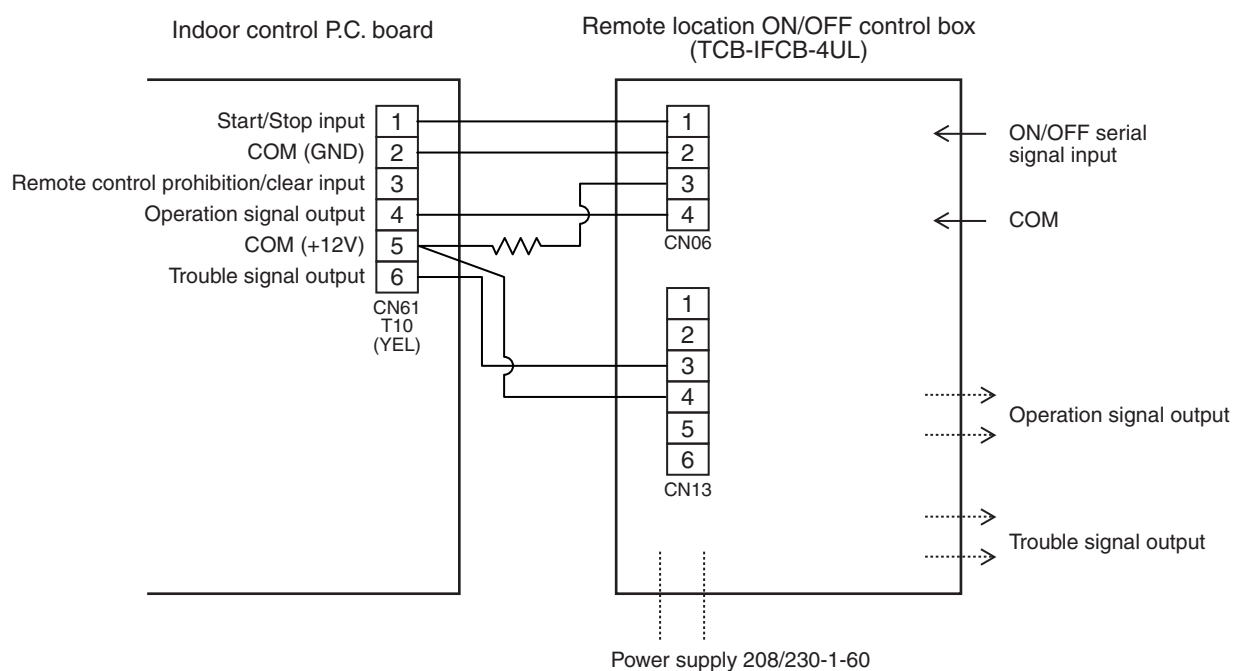 Indoor control P.C. board
Remote location ON/OFF control box
(TCB-IFCB-4UL)
Start/Stop input 1
COM (GND) 2
Remote control prohibition/clear input 3
Operation signal output 4
COM (+12V) 5
Trouble signal output 6
CN61
T10
(YEL)
1
2
3
4
CN06
1
2
3
4
5
6
CN13
ON/OFF serial
signal input
COM
Operation signal output
Trouble signal output
Power supply 208/230-1-60